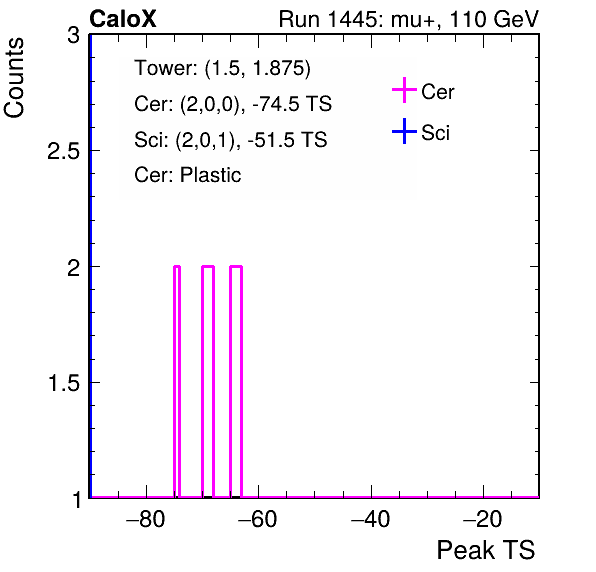 CaloX Run 1445: mu+, 110 GeV
Counts
3
2.5
2
1.5
1
Tower: (1.5, 1.875)
Cer: (2,0,0), -74.5 TS
Sci: (2,0,1), -51.5 TS
Cer: Plastic
Cer
Sci
−80 −60 −40 −20
Peak TS